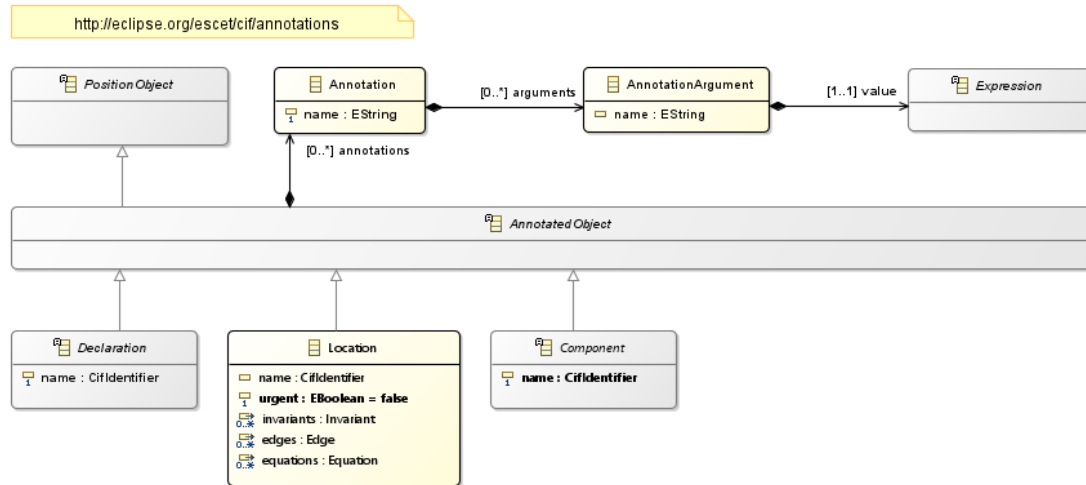 http://eclipse.org/escet/cif/annotations
PositionObject
Annotation
name : EString
[0..*] arguments
AnnotationArgument
name : EString
[1..1] value
Expression
[0..*] annotations
AnnotatedObject
Declaration
name : CifIdentifier
Location
name : CifIdentifier
urgent : EBoolean = false
invariants : Invariant
edges : Edge
equations : Equation
Component
name : CifIdentifier